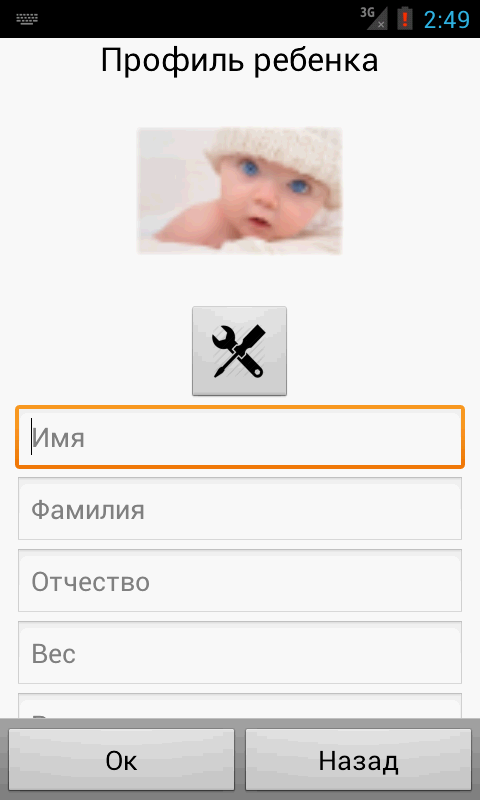 3G
2:49
Профиль ребенка
Имя
Фамилия
Отчество
Вес
Ок
Назад